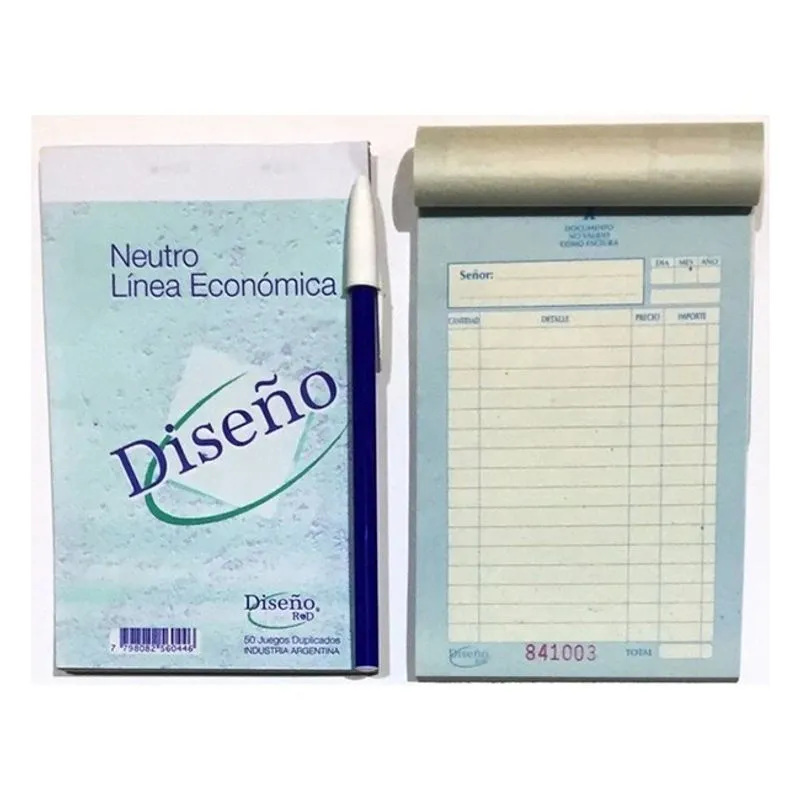 Neutro
Línea Económica
Diseño
Diseño
R•D
50 Juegos Duplicados
INDUSTRIA ARGENTINA
7 798082 560446
X
DOCUMENTO
NO VALIDO
COMO FACTURA
Señor:
DIA MES AÑO
CANTIDAD DETALLE PRECIO IMPORTE
Diseño
R•D
841003
TOTAL